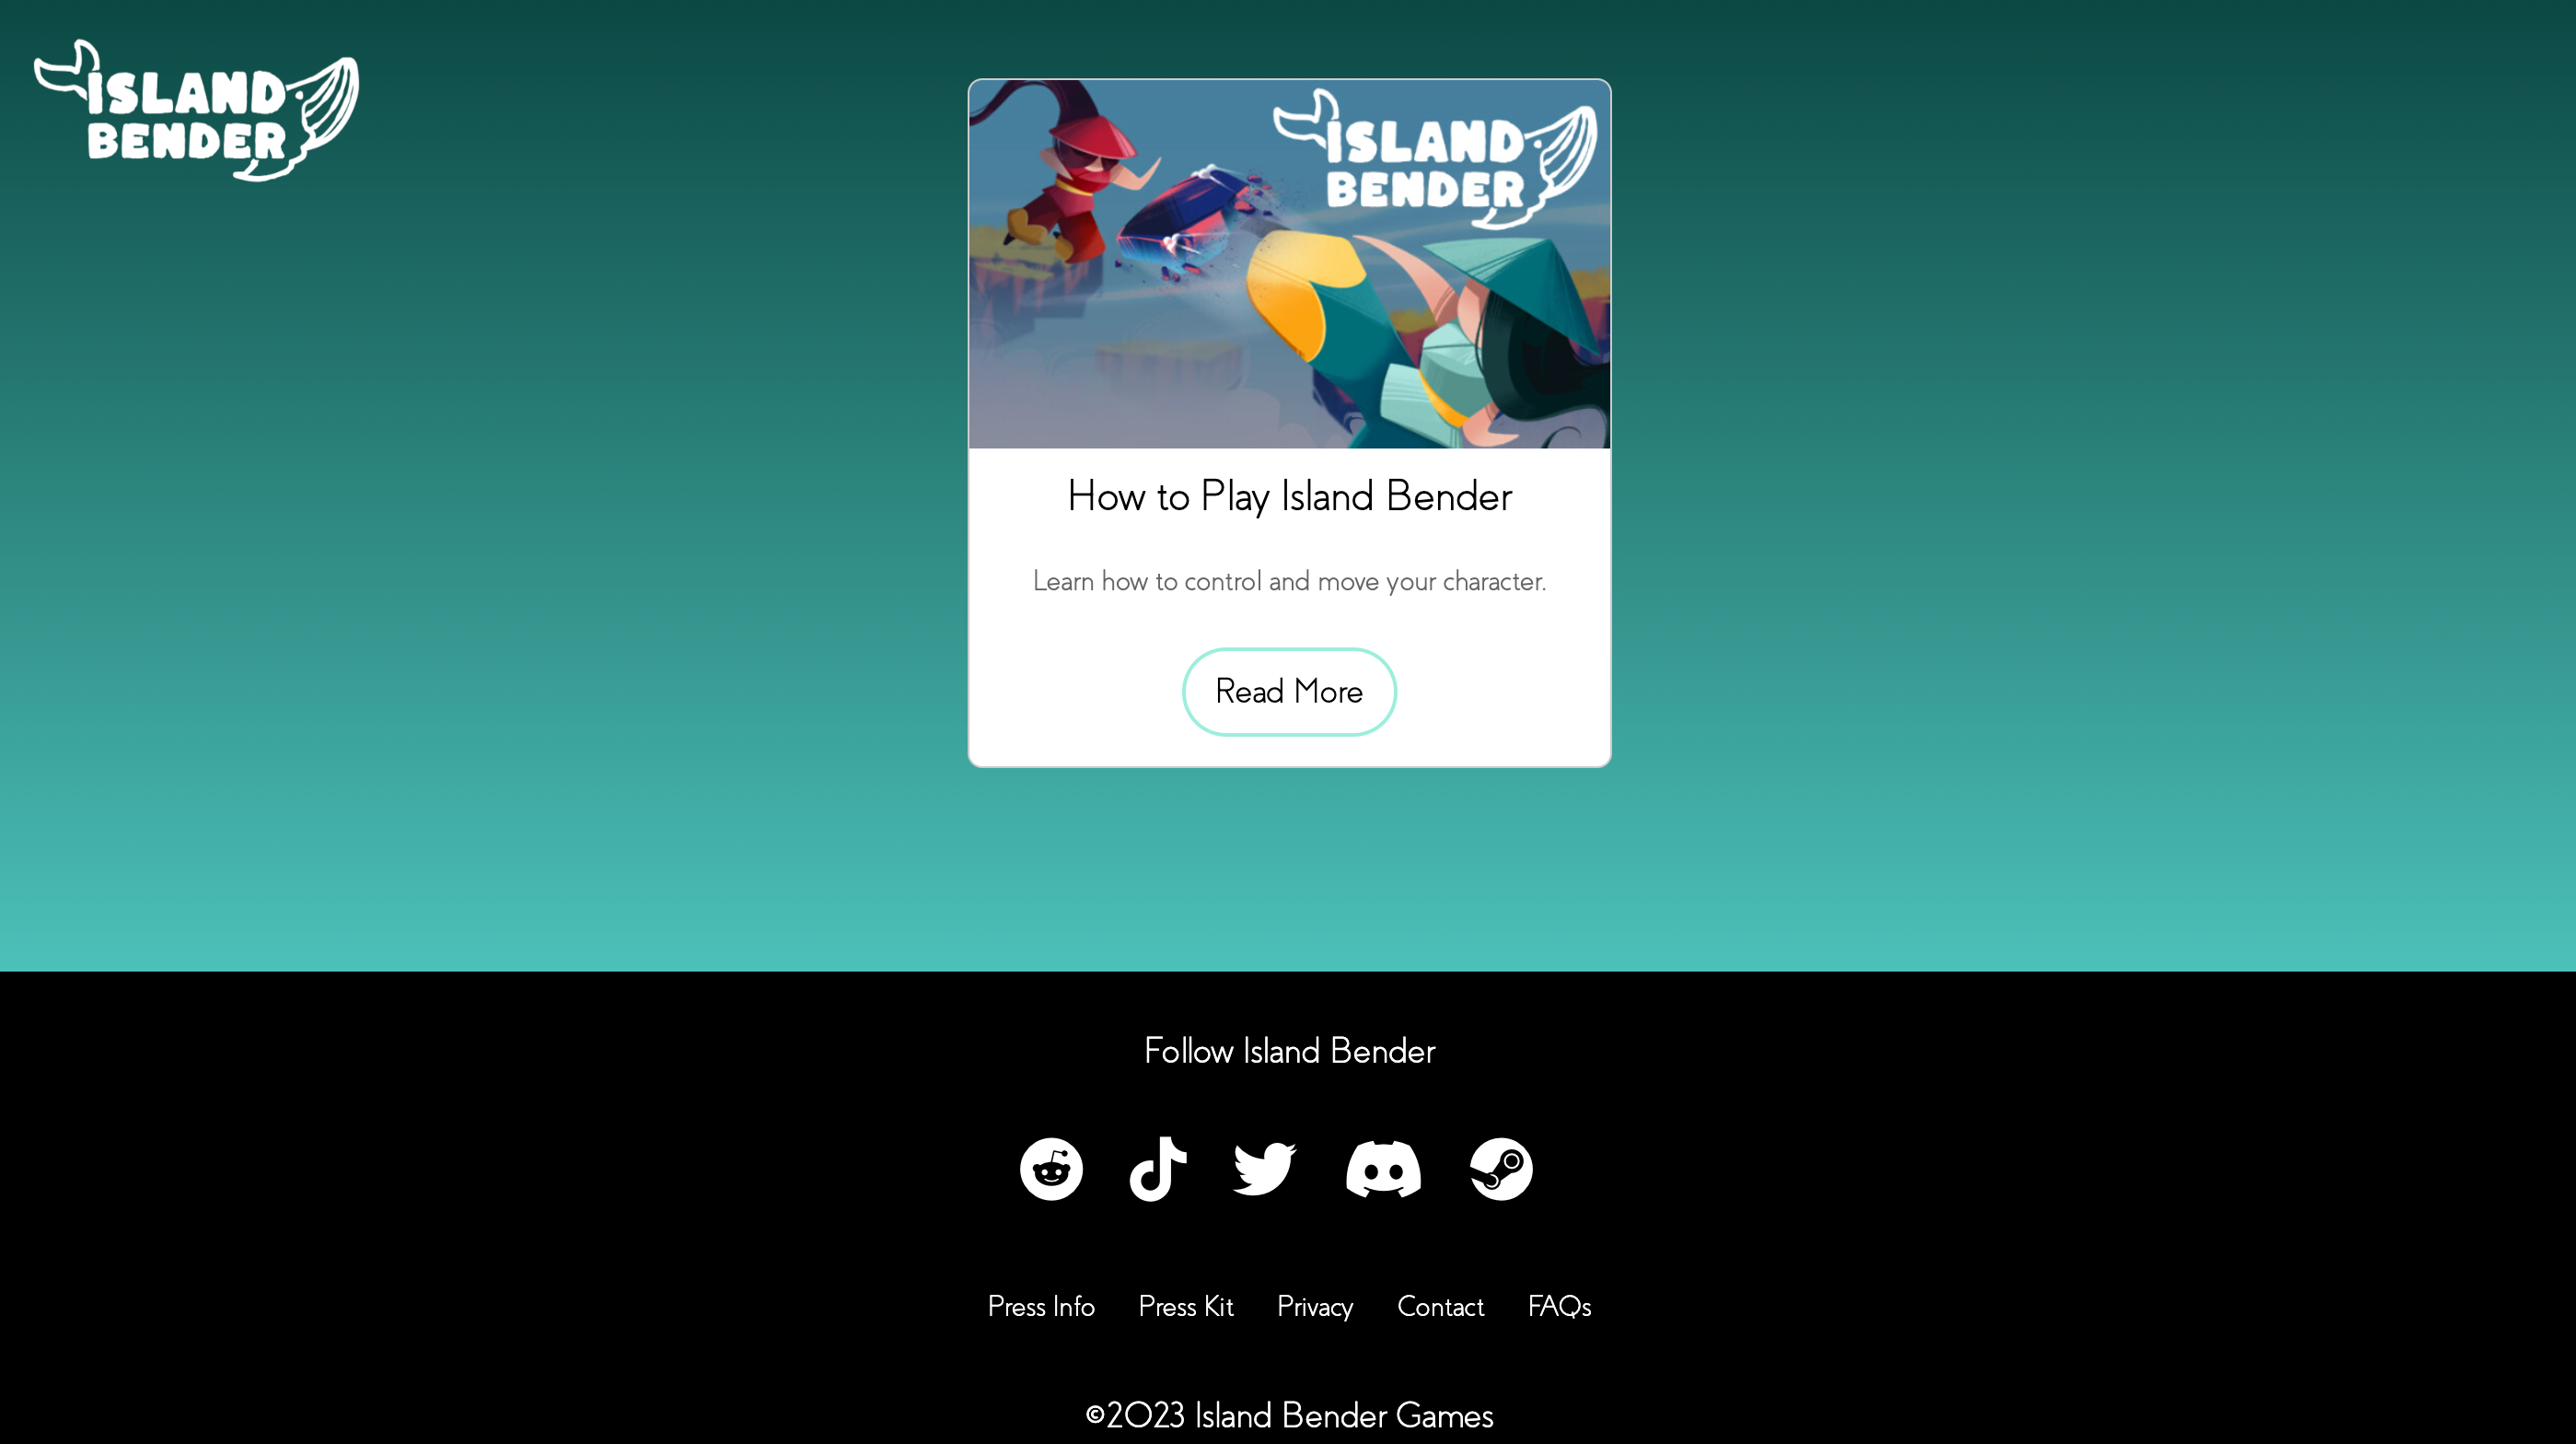 ISLAND
BENDER
ISLAND
BENDER
How to Play Island Bender
Learn how to control and move your character.
Read More
Follow Island Bender
Press Info Press Kit Privacy Contact FAQs
©2023 Island Bender Games